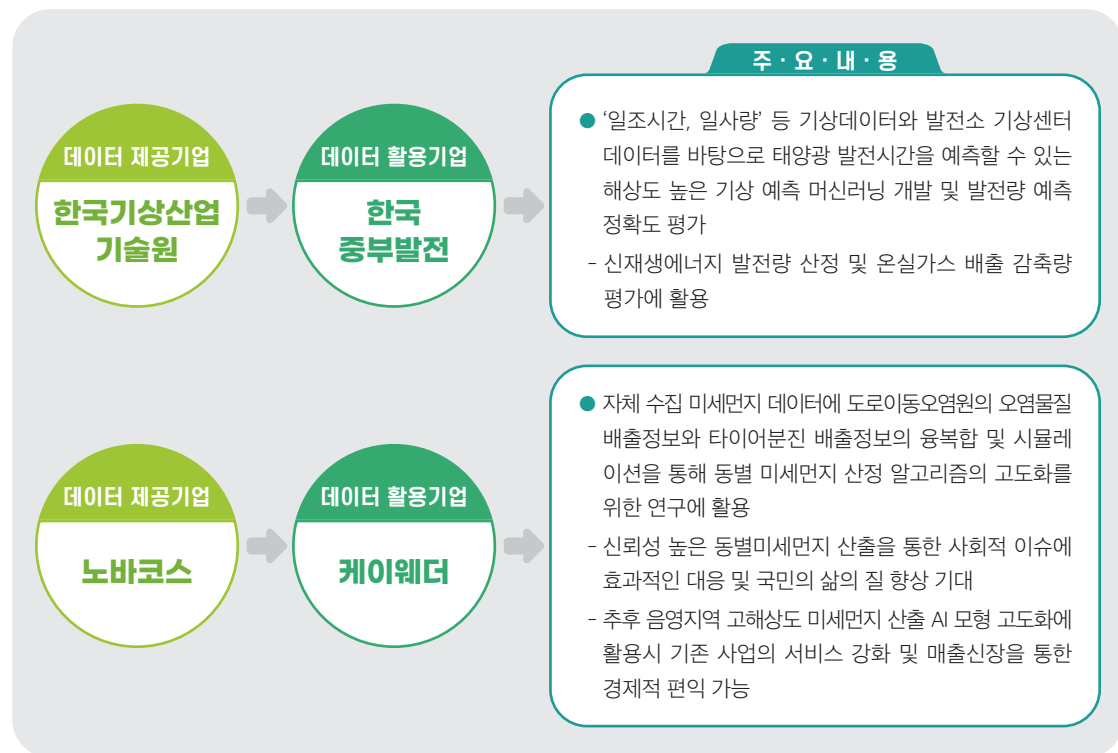 주·요·내·용
데이터 제공기업
한국기상산업
기술원
데이터 활용기업
한국
중부발전
● ‘일조시간, 일사량’ 등 기상데이터와 발전소 기상센터
데이터를 바탕으로 태양광 발전시간을 예측할 수 있는
해상도 높은 기상 예측 머신러닝 개발 및 발전량 예측
정확도 평가
- 신재생에너지 발전량 산정 및 온실가스 배출 감축량
평가에 활용
데이터 제공기업
노바코스
데이터 활용기업
케이웨더
● 자체 수집 미세먼지 데이터에 도로이동오염원의 오염물질
배출정보와 타이어분진 배출정보의 융복합 및 시뮬레
이션을 통해 동별 미세먼지 산정 알고리즘의 고도화를
위한 연구에 활용
- 신뢰성 높은 동별미세먼지 산출을 통한 사회적 이슈에
효과적인 대응 및 국민의 삶의 질 향상 기대
- 추후 음영지역 고해상도 미세먼지 산출 AI 모형 고도화에
활용시 기존 사업의 서비스 강화 및 매출신장을 통한
경제적 편익 가능